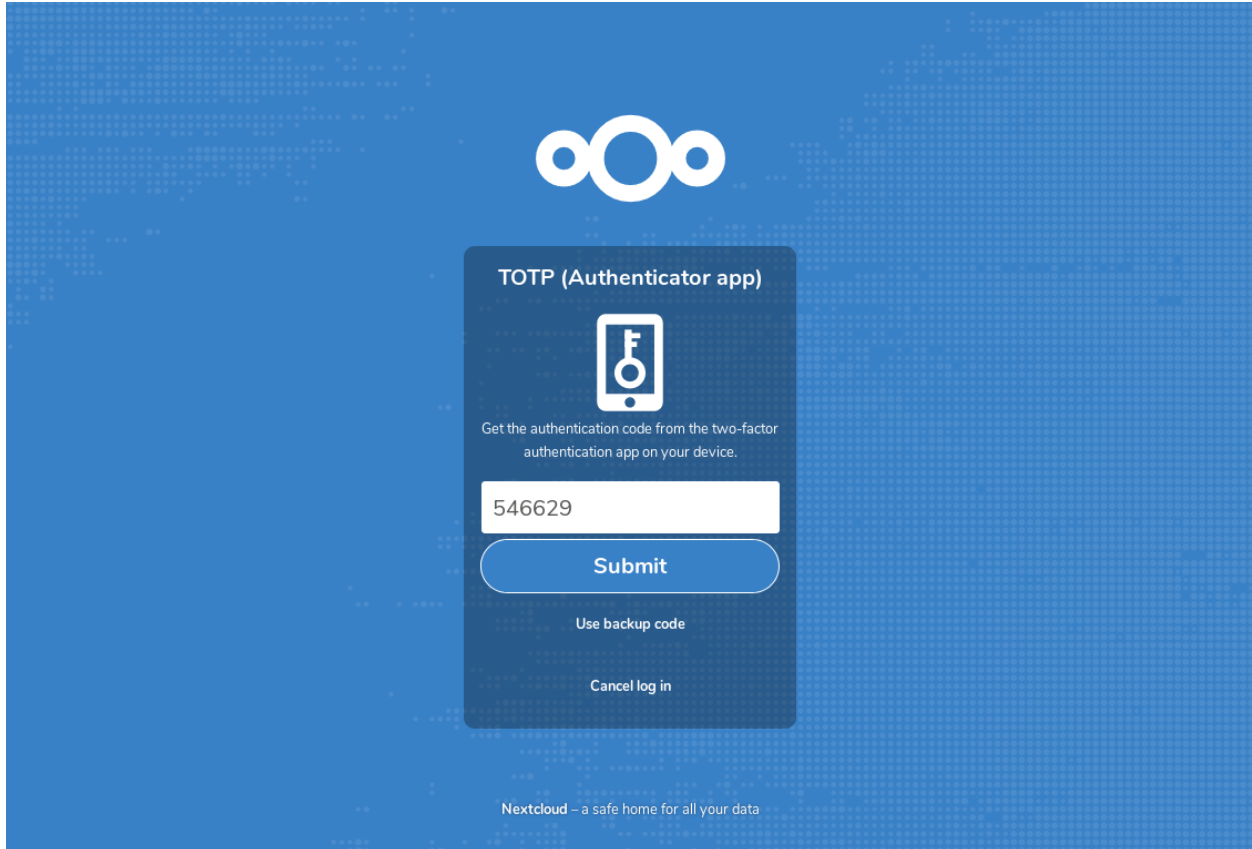 TOTP (Authenticator app)
Get the authentication code from the two-factor
authentication app on your device.
546629
Submit
Use backup code
Cancel log in
Nextcloud – a safe home for all your data